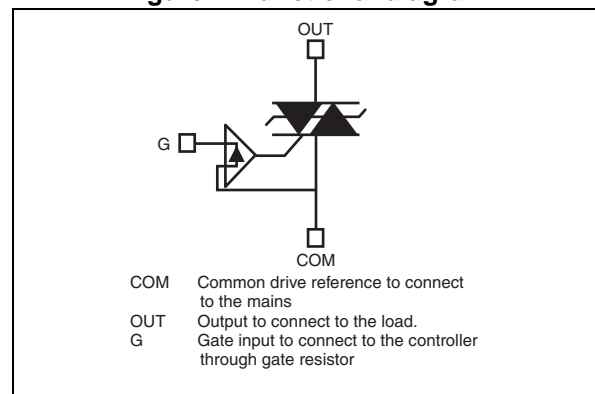 OUT
G
COM
COM Common drive reference to connect
to the mains
OUT Output to connect to the load.
G Gate input to connect to the controller
through gate resistor